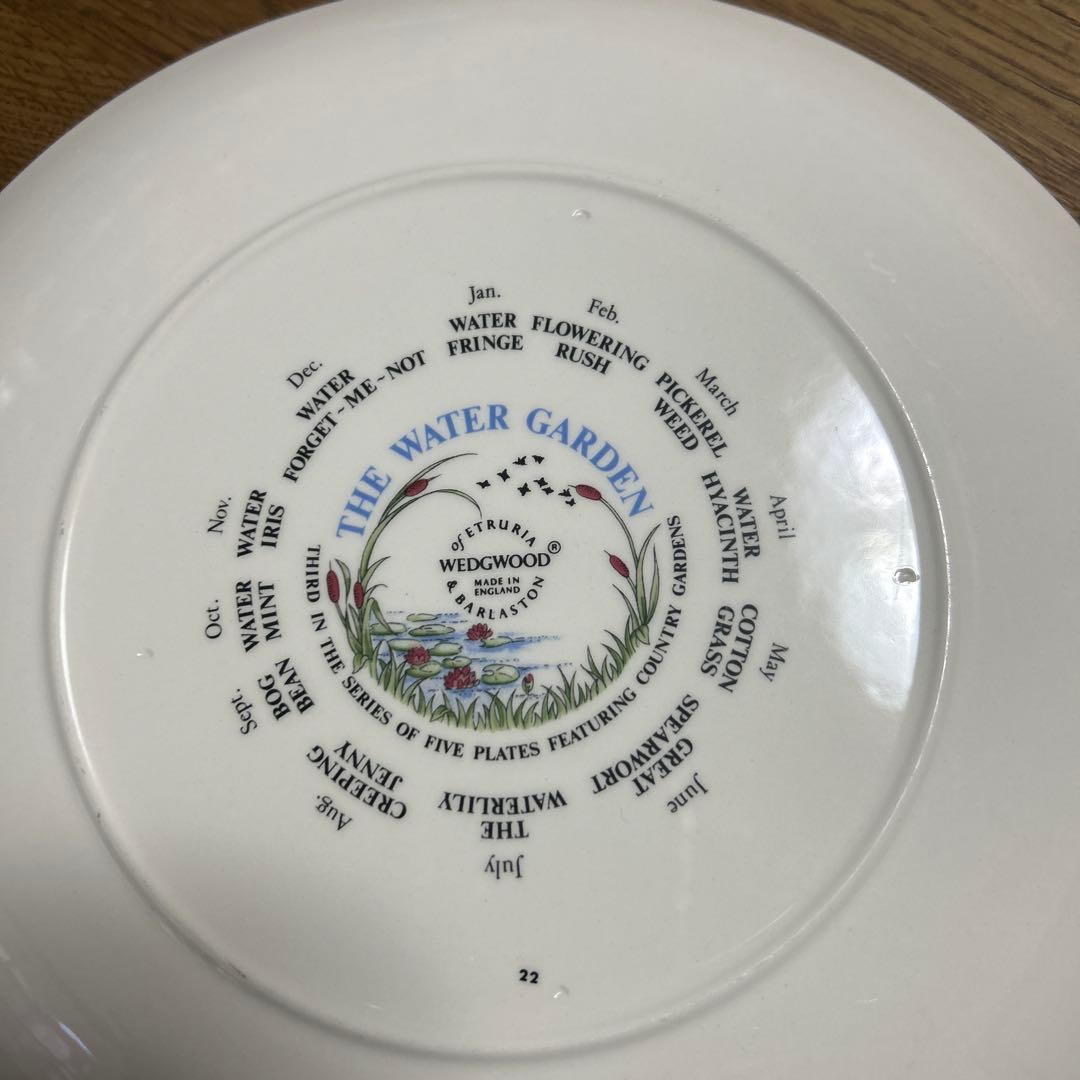 Jan.
WATER
FRINGE
Feb.
FLOWERING
RUSH
March
PICKEREL
WEED
April
WATER
HYACINTH
May
COTTON
GRASS
June
GREAT
SPEARWORT
July
THE
WATERLILY
Aug.
CREEPING
JENNY
Sept.
BOG
BEAN
Oct.
WATER
MINT
Nov.
WATER
IRIS
Dec.
WATER
FORGET~ME~NOT
THE WATER GARDEN
of ETRURIA
WEDGWOOD®
MADE IN
ENGLAND
& BARLASTON
THIRD IN THE SERIES OF FIVE PLATES FEATURING COUNTRY GARDENS
22